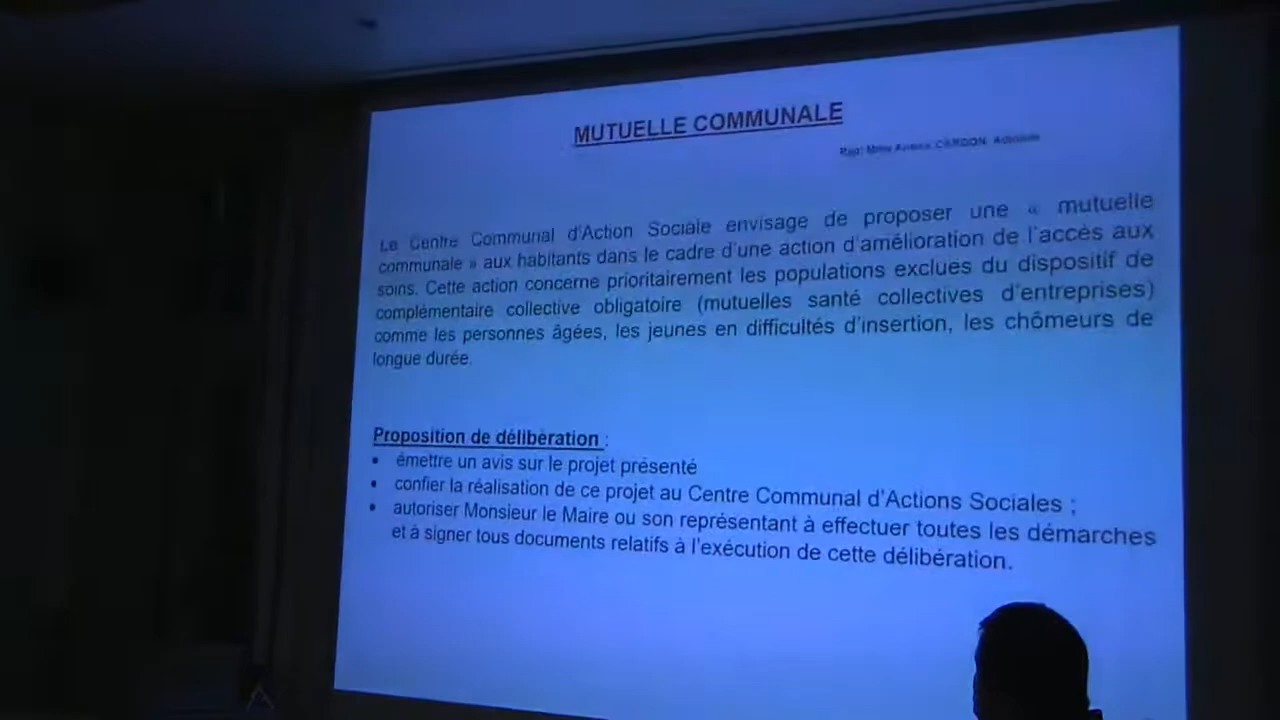 MUTUELLE COMMUNALE
Rap: Mme CARDON, Adjointe
Le Centre Communal d'Action Sociale envisage de proposer une « mutuelle
communale » aux habitants dans le cadre d'une action d'amélioration de l'accès aux
soins. Cette action concerne prioritairement les populations exclues du dispositif de
complémentaire collective obligatoire (mutuelles santé collectives d'entreprises)
comme les personnes âgées, les jeunes en difficultés d'insertion, les chômeurs de
longue durée.
Proposition de délibération :
• émettre un avis sur le projet présenté
• confier la réalisation de ce projet au Centre Communal d'Actions Sociales ;
• autoriser Monsieur le Maire ou son représentant à effectuer toutes les démarches
et à signer tous documents relatifs à l'exécution de cette délibération.